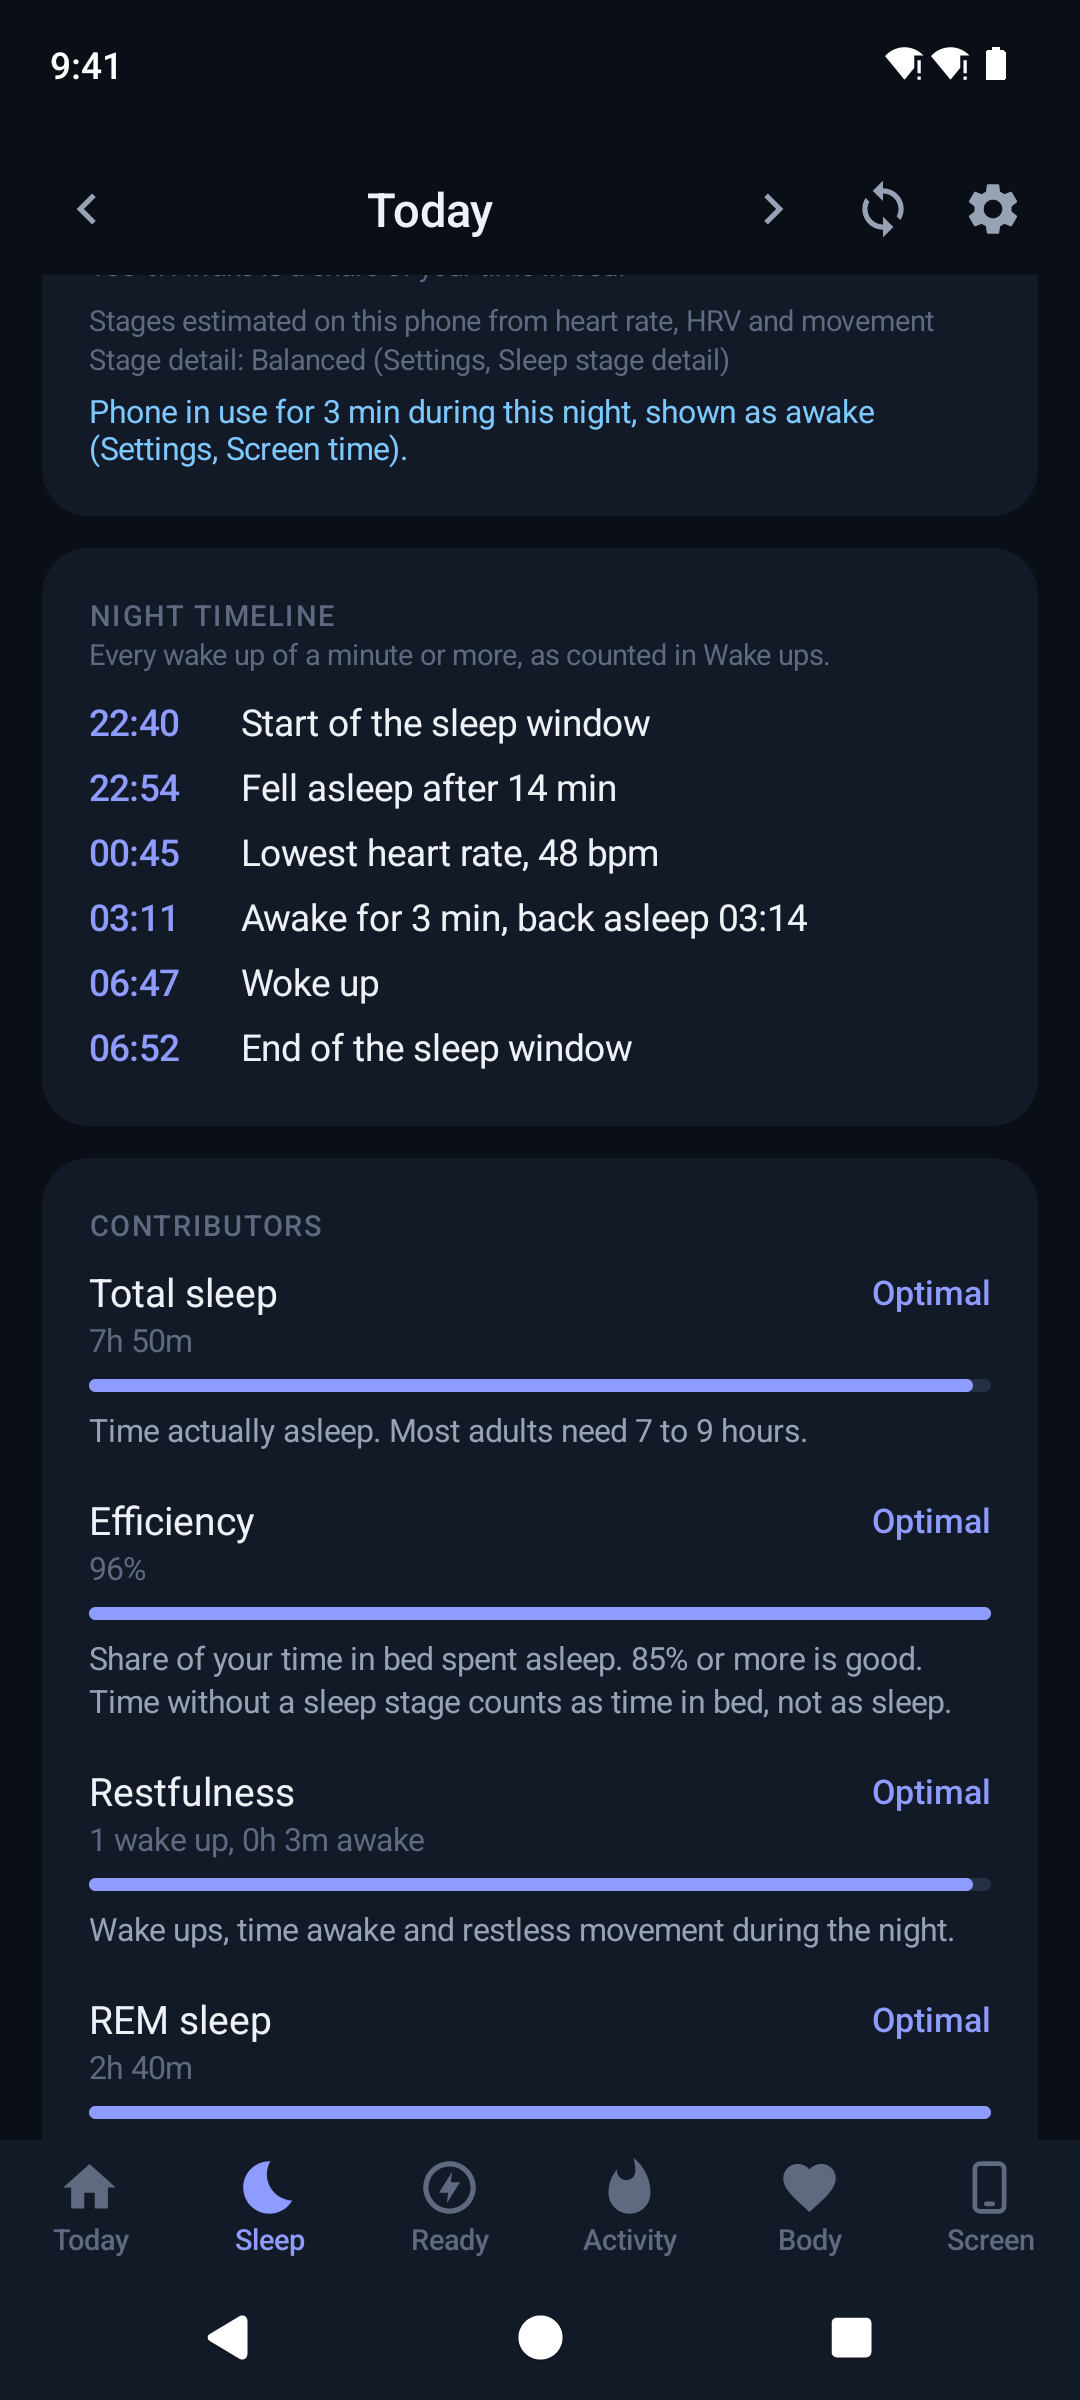 9:41
Today
Stages estimated on this phone from heart rate, HRV and movement
Stage detail: Balanced (Settings, Sleep stage detail)
Phone in use for 3 min during this night, shown as awake
(Settings, Screen time).
NIGHT TIMELINE
Every wake up of a minute or more, as counted in Wake ups.
22:40 Start of the sleep window
22:54 Fell asleep after 14 min
00:45 Lowest heart rate, 48 bpm
03:11 Awake for 3 min, back asleep 03:14
06:47 Woke up
06:52 End of the sleep window
CONTRIBUTORS
Total sleep Optimal
7h 50m
Time actually asleep. Most adults need 7 to 9 hours.
Efficiency Optimal
96%
Share of your time in bed spent asleep. 85% or more is good.
Time without a sleep stage counts as time in bed, not as sleep.
Restfulness Optimal
1 wake up, 0h 3m awake
Wake ups, time awake and restless movement during the night.
REM sleep Optimal
2h 40m
Today Sleep Ready Activity Body Screen